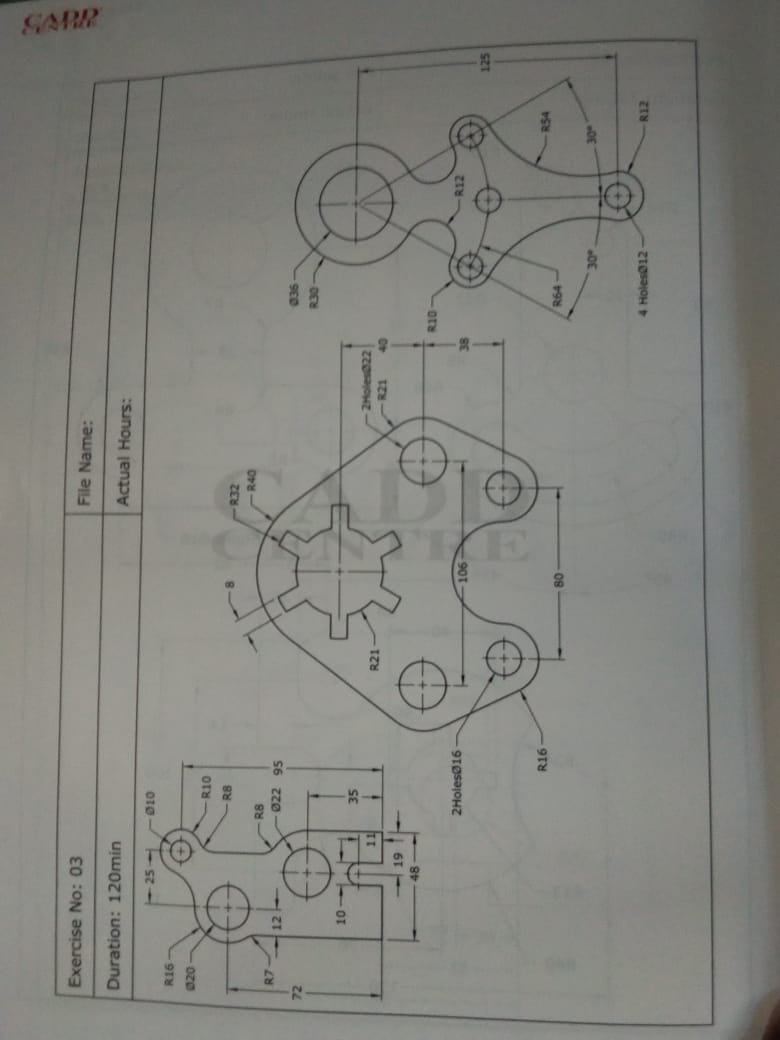 CADD
CENTRE
Exercise No: 03
File Name:
Duration: 120min
Actual Hours:
25
Ø10
R16
Ø20
R10
R8
R7
12
R8
Ø22
95
72
10
35
11
19
48
8
R32
R40
R21
2HolesØ22
R21
40
2HolesØ16
106
38
R16
80
Ø36
R30
R10
R12
125
R64
R54
30°
30°
4 HolesØ12
R12